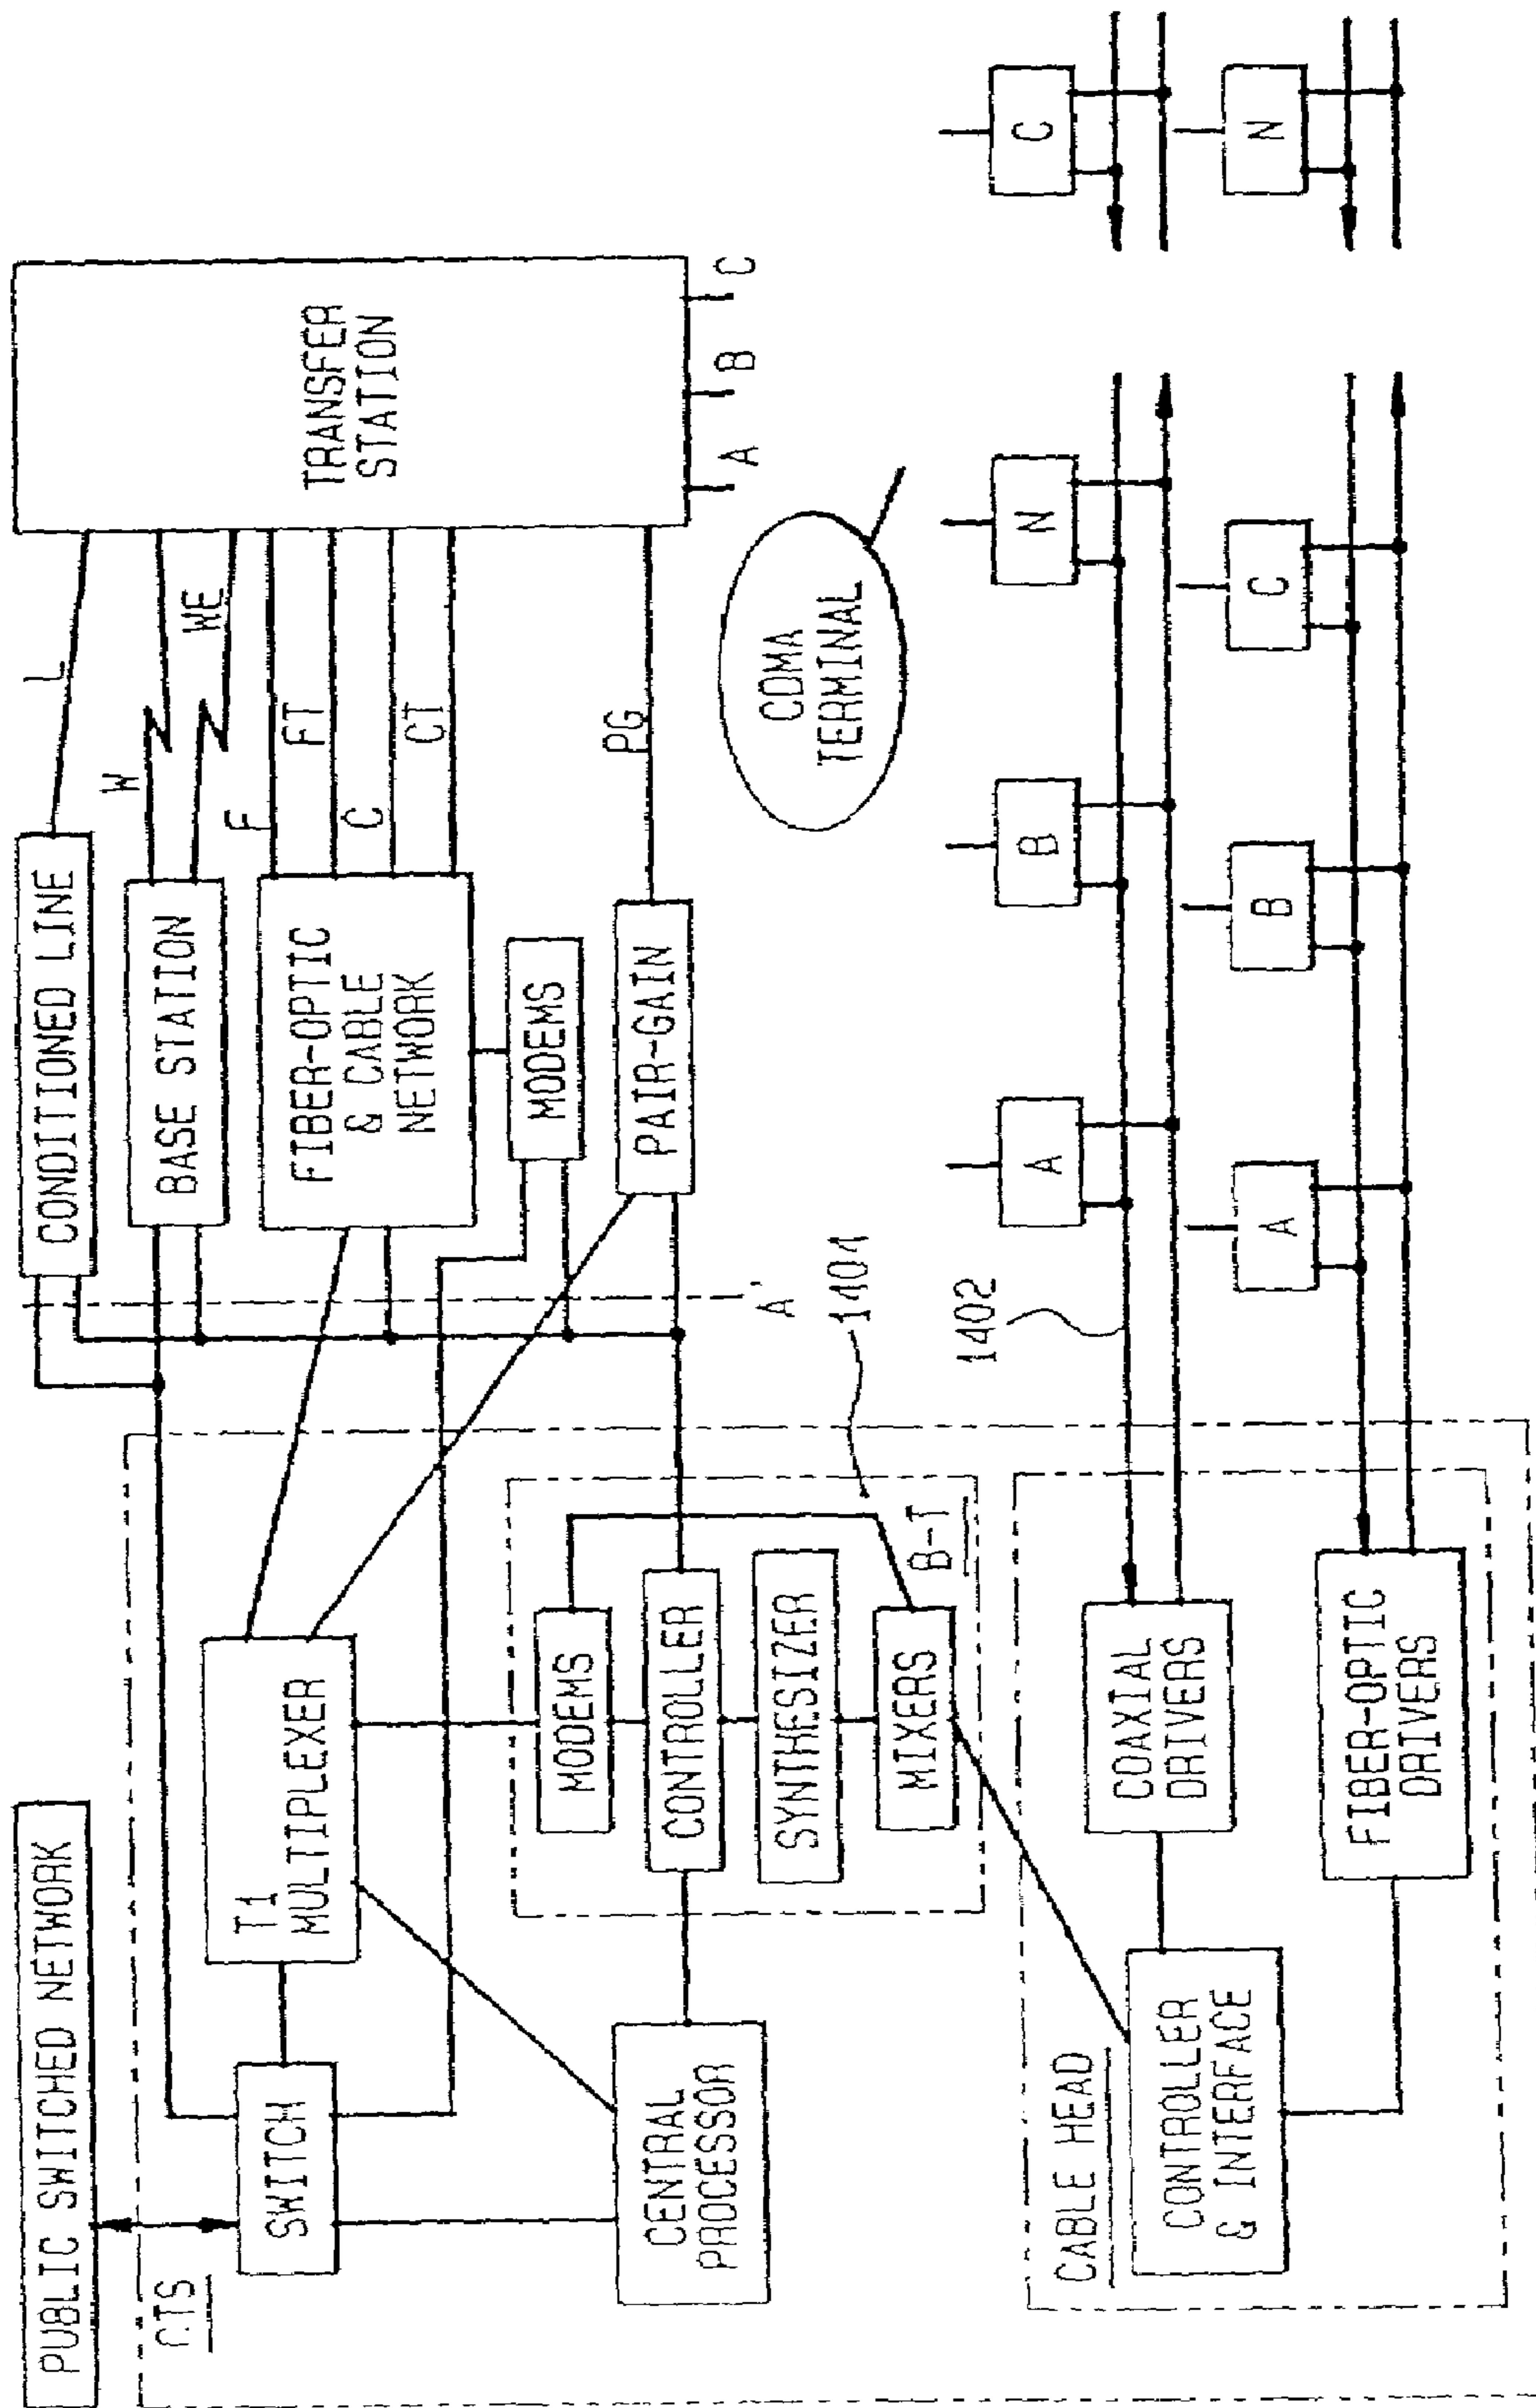 PUBLIC SWITCHED NETWORK
CONDITIONED LINE
L
TRANSFER
STATION
W
WE
BASE STATION
SWITCH
T1
MULTIPLEXER
FIBER-OPTIC
& CABLE
NETWORK
F
FT
C
CT
MODEMS
PAIR-GAIN
PG
A
B
C
A'
CENTRAL
PROCESSOR
MODEMS
CONTROLLER
SYNTHESIZER
MIXERS
B-T
1404
CDMA
TERMINAL
CABLE HEAD
CONTROLLER
& INTERFACE
COAXIAL
DRIVERS
1402
A
B
N
C
FIBER-OPTIC
DRIVERS
A
B
C
N